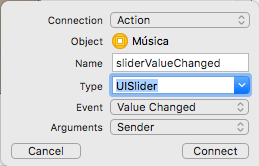 Connection Action
Object Música
Name sliderValueChanged
Type UISlider
Event Value Changed
Arguments Sender
Cancel Connect